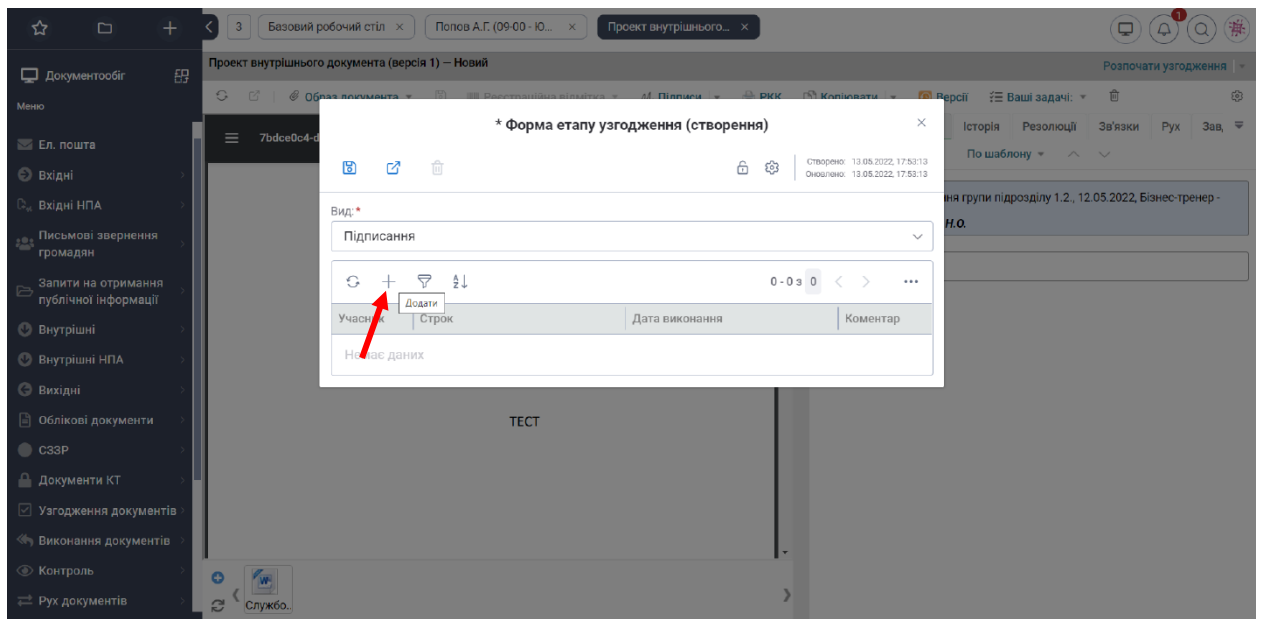 3
Базовий робочий стіл ×
Попов А.Г. (09-00 - Ю... ×
Проект внутрішнього... ×
1
Документообіг
Меню
Ел. пошта
Вхідні
Вхідні НПА
Письмові звернення
громадян
Запити на отримання
публічної інформації
Внутрішні
Внутрішні НПА
Вихідні
Облікові документи
СЗЗР
Документи КТ
Узгодження документів
Виконання документів
Контроль
Рух документів
Проект внутрішнього документа (версія 1) — Новий
Розпочати узгодження
Образ документа
Реєстраційна відмітка
Підписи
РКК
Копіювати
Версії
Ваші задачі:
7bdce0c4-d
Історія Резолюції Зв'язки Рух Зав,
По шаблону
ня групи підрозділу 1.2., 12.05.2022, Бізнес-тренер -
Н.О.
* Форма етапу узгодження (створення)
Створено: 13.05.2022, 17:53:13
Оновлено: 13.05.2022, 17:53:13
Вид: *
Підписання
0 - 0 з 0
Додати
Учасник Строк Дата виконання Коментар
Немає даних
ТЕСТ
Службо..